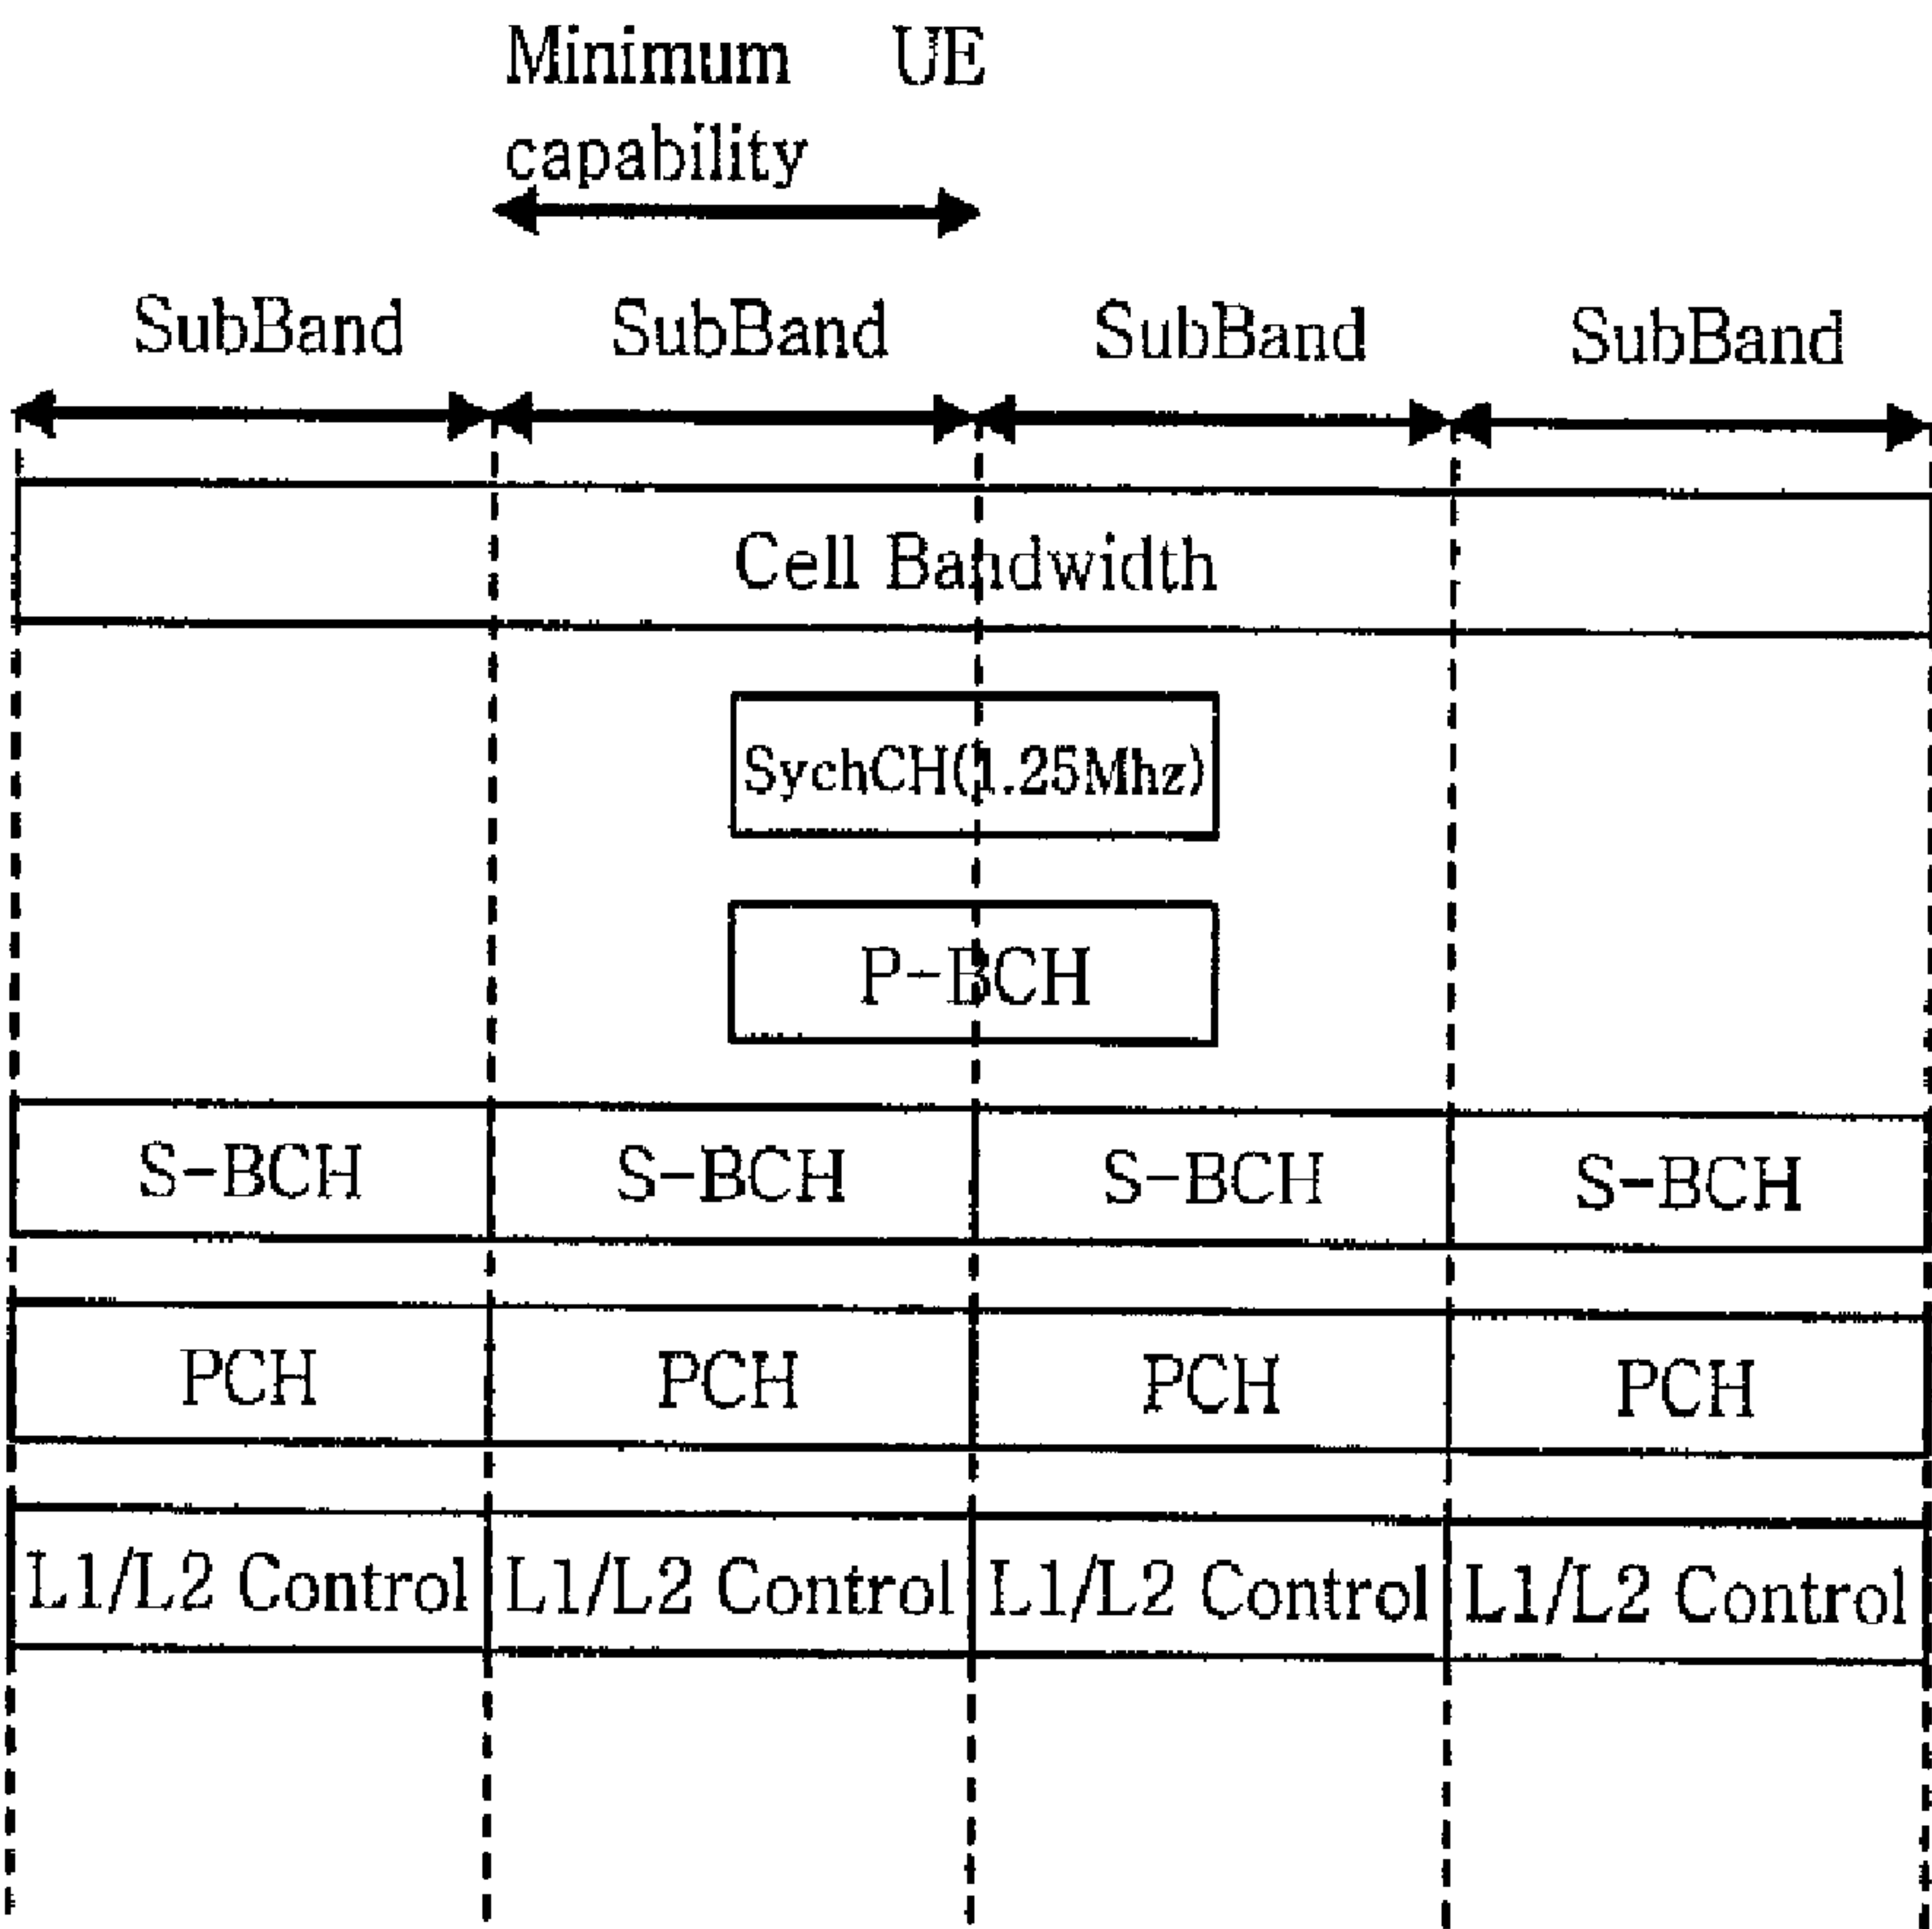 Minimum UE
capability
SubBand SubBand SubBand SubBand
Cell Bandwidth
SychCH(1.25Mhz)
P-BCH
S-BCH S-BCH S-BCH S-BCH
PCH PCH PCH PCH
L1/L2 Control L1/L2 Control L1/L2 Control L1/L2 Control